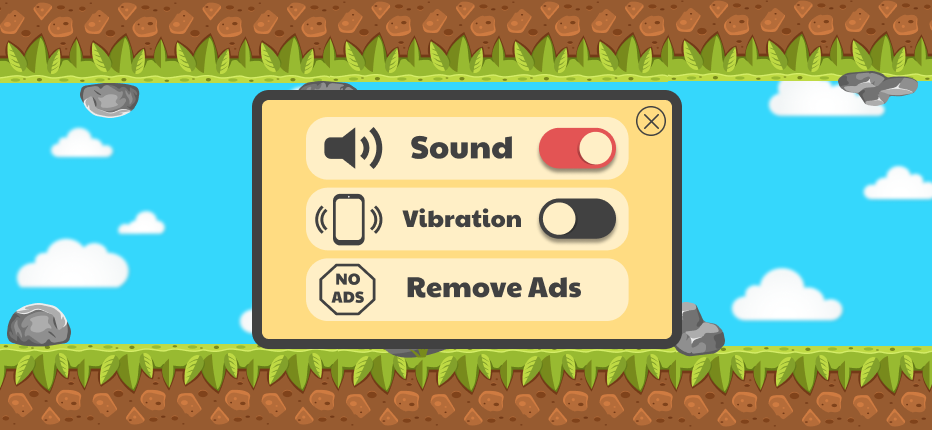 Sound
Vibration
NO
ADS
Remove Ads